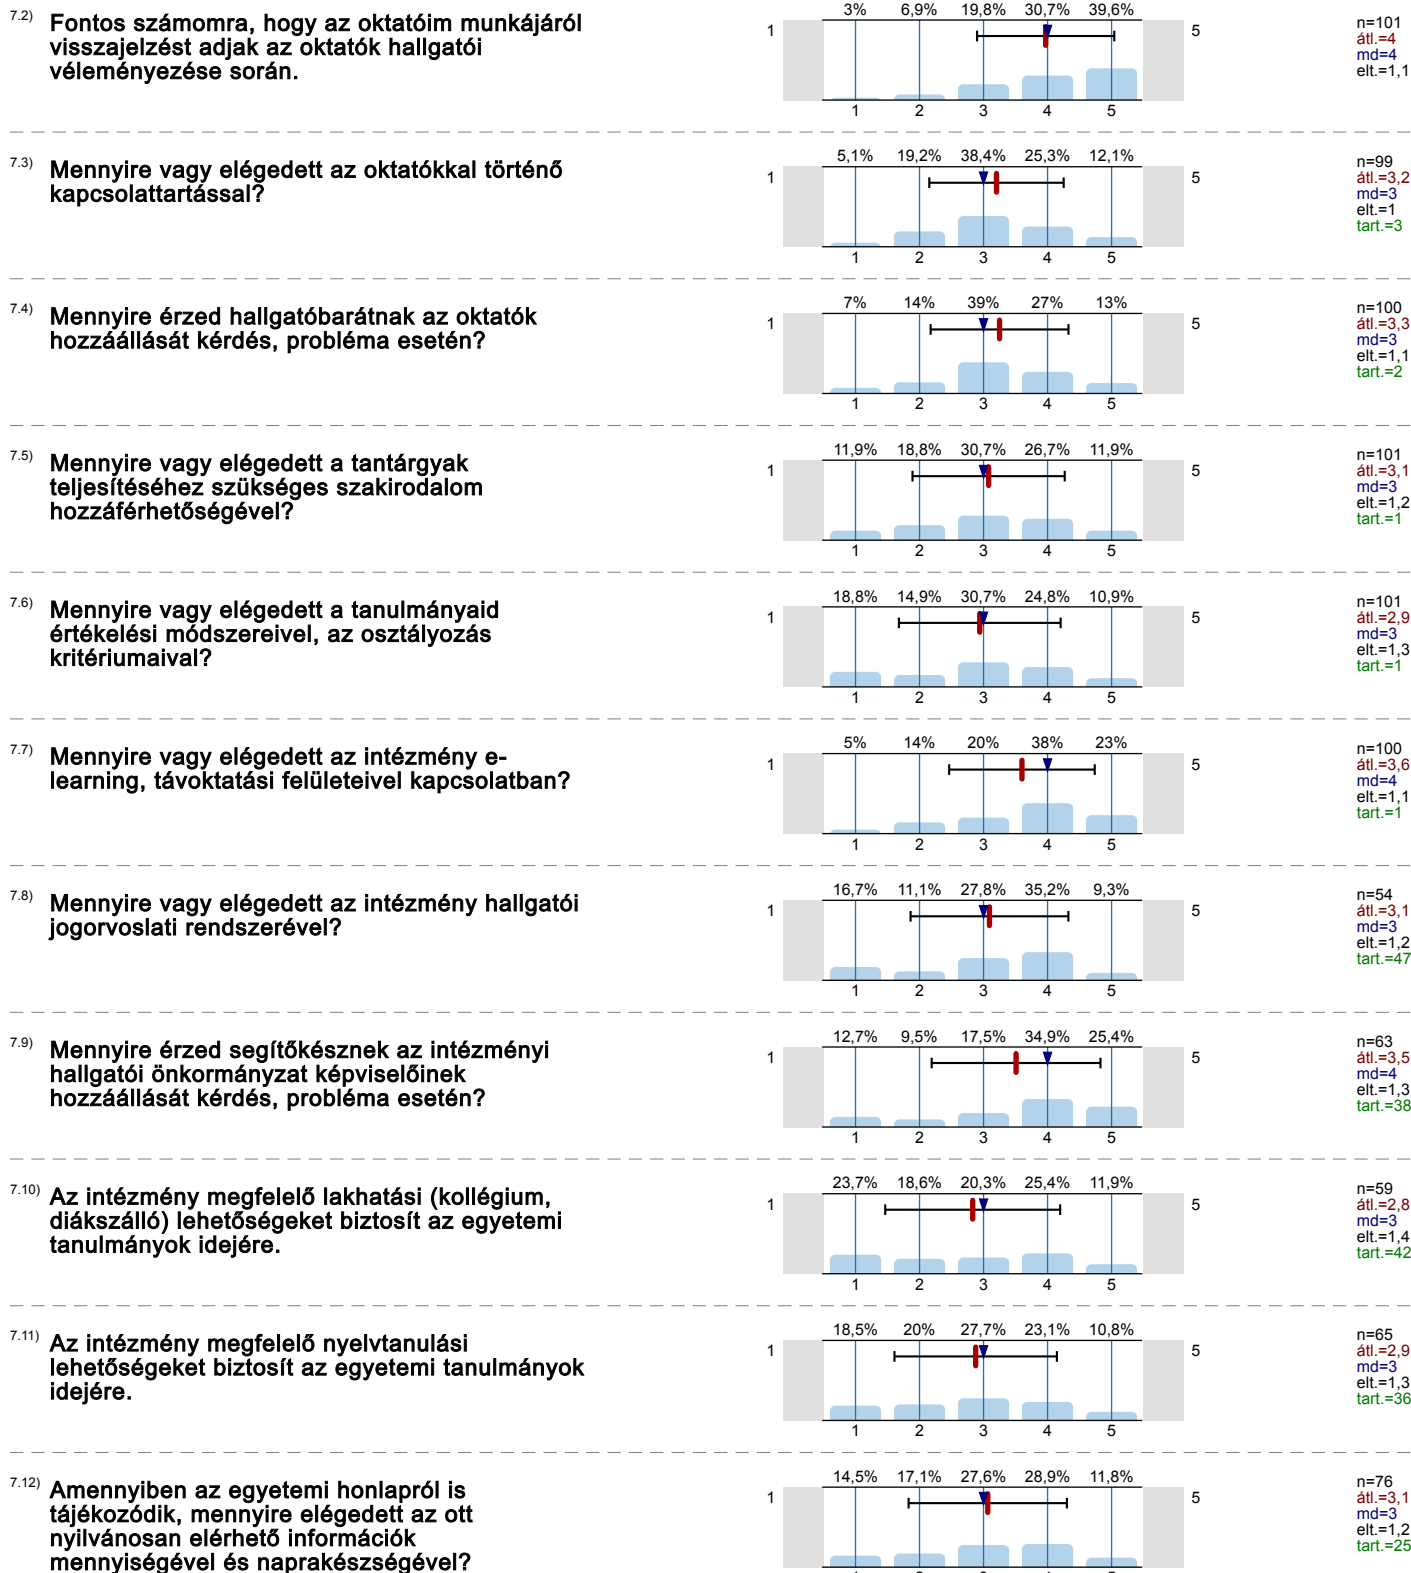 7.2) Fontos számomra, hogy az oktatóim munkájáról
visszajelzést adjak az oktatók hallgatói
véleményezése során.
3% 6,9% 19,8% 30,7% 39,6%
1 5
1 2 3 4 5
n=101
átl.=4
md=4
elt.=1,1
7.3) Mennyire vagy elégedett az oktatókkal történő
kapcsolattartással?
5,1% 19,2% 38,4% 25,3% 12,1%
1 5
1 2 3 4 5
n=99
átl.=3,2
md=3
elt.=1
tart.=3
7.4) Mennyire érzed hallgatóbarátnak az oktatók
hozzáállását kérdés, probléma esetén?
7% 14% 39% 27% 13%
1 5
1 2 3 4 5
n=100
átl.=3,3
md=3
elt.=1,1
tart.=2
7.5) Mennyire vagy elégedett a tantárgyak
teljesítéséhez szükséges szakirodalom
hozzáférhetőségével?
11,9% 18,8% 30,7% 26,7% 11,9%
1 5
1 2 3 4 5
n=101
átl.=3,1
md=3
elt.=1,2
tart.=1
7.6) Mennyire vagy elégedett a tanulmányaid
értékelési módszereivel, az osztályozás
kritériumaival?
18,8% 14,9% 30,7% 24,8% 10,9%
1 5
1 2 3 4 5
n=101
átl.=2,9
md=3
elt.=1,3
tart.=1
7.7) Mennyire vagy elégedett az intézmény e-
learning, távoktatási felületeivel kapcsolatban?
5% 14% 20% 38% 23%
1 5
1 2 3 4 5
n=100
átl.=3,6
md=4
elt.=1,1
tart.=1
7.8) Mennyire vagy elégedett az intézmény hallgatói
jogorvoslati rendszerével?
16,7% 11,1% 27,8% 35,2% 9,3%
1 5
1 2 3 4 5
n=54
átl.=3,1
md=3
elt.=1,2
tart.=47
7.9) Mennyire érzed segítőkésznek az intézményi
hallgatói önkormányzat képviselőinek
hozzáállását kérdés, probléma esetén?
12,7% 9,5% 17,5% 34,9% 25,4%
1 5
1 2 3 4 5
n=63
átl.=3,5
md=4
elt.=1,3
tart.=38
7.10) Az intézmény megfelelő lakhatási (kollégium,
diákszálló) lehetőségeket biztosít az egyetemi
tanulmányok idejére.
23,7% 18,6% 20,3% 25,4% 11,9%
1 5
1 2 3 4 5
n=59
átl.=2,8
md=3
elt.=1,4
tart.=42
7.11) Az intézmény megfelelő nyelvtanulási
lehetőségeket biztosít az egyetemi tanulmányok
idejére.
18,5% 20% 27,7% 23,1% 10,8%
1 5
1 2 3 4 5
n=65
átl.=2,9
md=3
elt.=1,3
tart.=36
7.12) Amennyiben az egyetemi honlapról is
tájékozódik, mennyire elégedett az ott
nyilvánosan elérhető információk
mennyiségével és naprakészségével?
14,5% 17,1% 27,6% 28,9% 11,8%
1 5
n=76
átl.=3,1
md=3
elt.=1,2
tart.=25